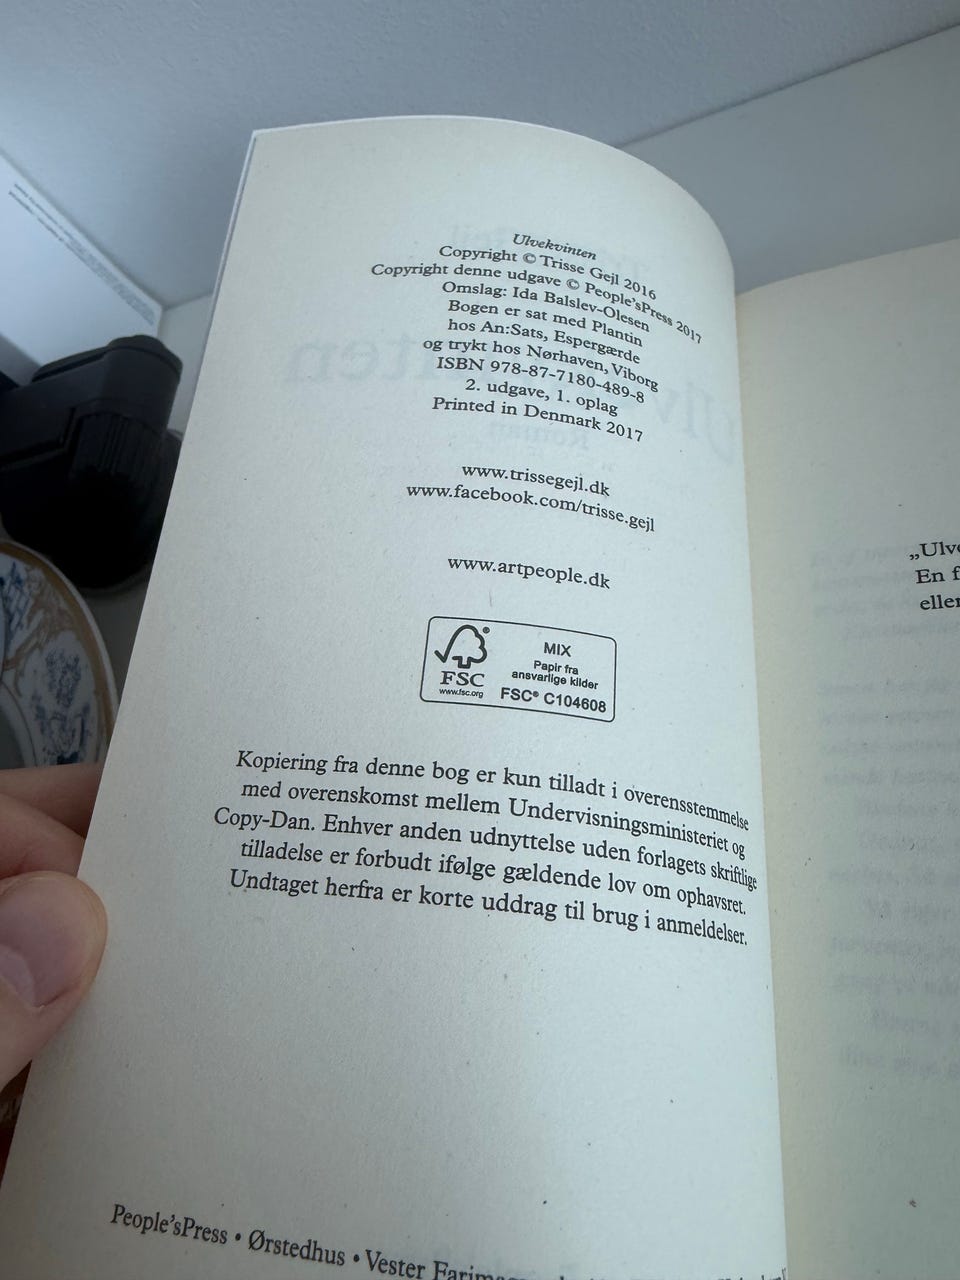 Ulvekvinten
Copyright © Trisse Gejl 2016
Copyright denne udgave © People'sPress 2017
Omslag: Ida Balslev-Olesen
Bogen er sat med Plantin
hos An:Sats, Espergærde
og trykt hos Nørhaven, Viborg
ISBN 978-87-7180-489-8
2. udgave, 1. oplag
Printed in Denmark 2017
www.trissegejl.dk
www.facebook.com/trisse.gejl
www.artpeople.dk
FSC
www.fsc.org
MIX
Papir fra
ansvarlige kilder
FSC® C104608
Kopiering fra denne bog er kun tilladt i overensstemmelse
med overenskomst mellem Undervisningsministeriet og
Copy-Dan. Enhver anden udnyttelse uden forlagets skriftlige
tilladelse er forbudt ifølge gældende lov om ophavsret.
Undtaget herfra er korte uddrag til brug i anmeldelser.
People'sPress • Ørstedhus • Vester
En